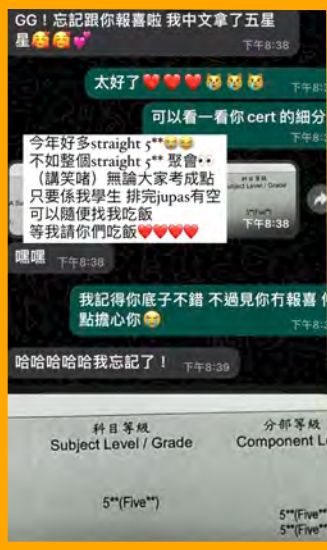 GG！忘記跟你報喜啦 我中文拿了五星
星🥰🥰💕
下午8:38
太好了❤️❤️❤️😿😿😿
下午8:
可以看一看你 cert 的細分
下午8:
今年好多straight 5**😭😭
不如整個straight 5** 聚會👀
（講笑啫）無論大家考成點
只要係我學生 排完jupas有空
可以隨便找我吃飯
等我請你們吃飯❤️❤️❤️❤️
科目等級
Subject Level / Grade
5**(Five**)
下午8:38
嘿嘿 下午8:38
我記得你底子不錯 不過見你冇報喜
點擔心你😭
下午8:
哈哈哈哈哈我忘記了！ 下午8:39
科目等級 分部等級
Subject Level / Grade Component L
5**(Five**)
5**(Five**
5**(Five**